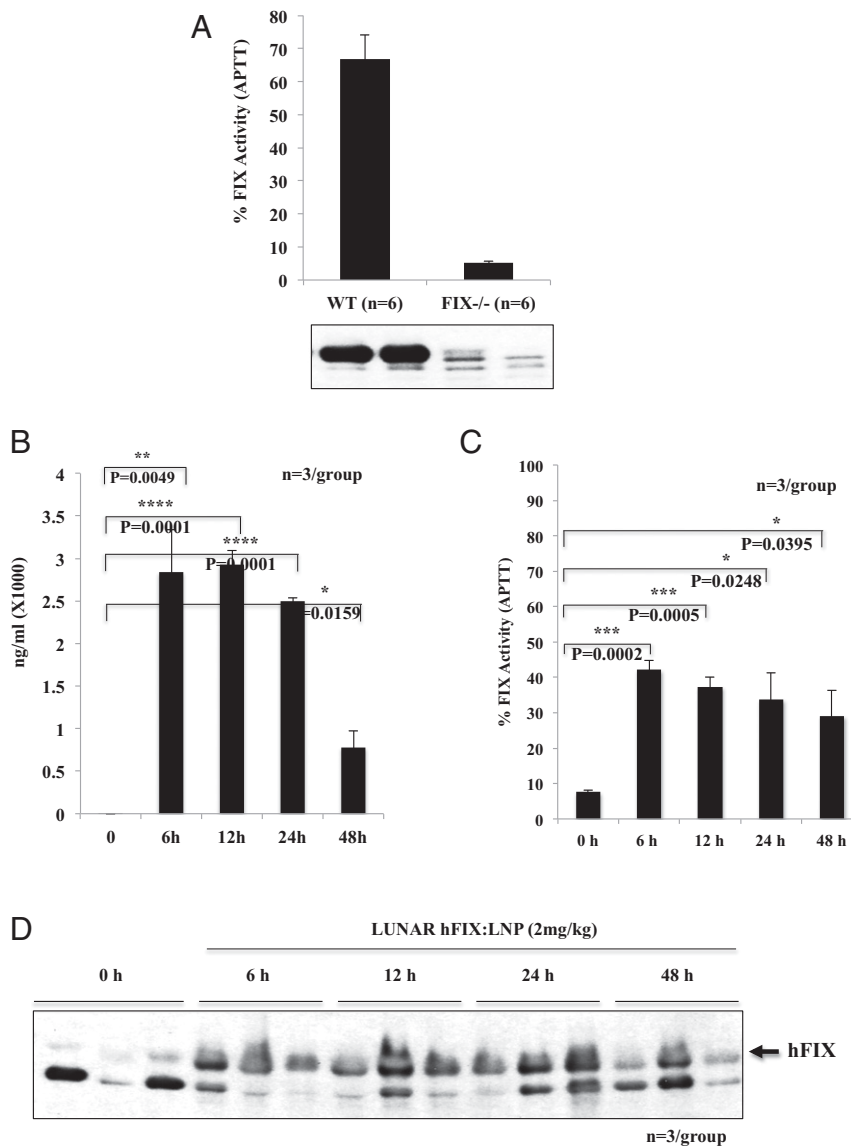 A
80
70
60
50
40
30
20
10
0
% FIX Activity (APTT)
WT (n=6) FIX-/- (n=6)
B
4
3.5
3
2.5
2
1.5
1
0.5
0
ng/ml (X1000)
n=3/group
**
P=0.0049
****
P=0.0001
****
P=0.0001
*
=0.0159
0 6h 12h 24h 48h
C
100
90
80
70
60
50
40
30
20
10
0
% FIX Activity (APTT)
n=3/group
*
P=0.0395
*
P=0.0248
***
P=0.0005
***
P=0.0002
0 h 6 h 12 h 24 h 48 h
D
LUNAR hFIX:LNP (2mg/kg)
0 h 6 h 12 h 24 h 48 h
hFIX
n=3/group